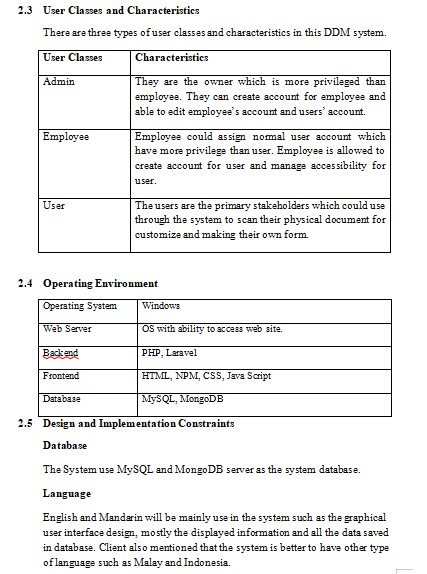 2.3 User Classes and Characteristics
There are three types of user classes and characteristics in this DDM system.
User Classes Characteristics
Admin They are the owner which is more privileged than
employee. They can create account for employee and
able to edit employee's account and users' account.
Employee Employee could assign normal user account which
have more privilege than user. Employee is allowed to
create account for user and manage accessibility for
user.
User The users are the primary stakeholders which could use
through the system to scan their physical document for
customize and making their own form.
2.4 Operating Environment
Operating System Windows
Web Server OS with ability to access web site.
Backend PHP, Laravel
Frontend HTML, NPM, CSS, Java Script
Database MySQL, MongoDB
2.5 Design and Implementation Constraints
Database
The System use MySQL and MongoDB server as the system database.
Language
English and Mandarin will be mainly use in the system such as the graphical
user interface design, mostly the displayed information and all the data saved
in database. Client also mentioned that the system is better to have other type
of language such as Malay and Indonesia.